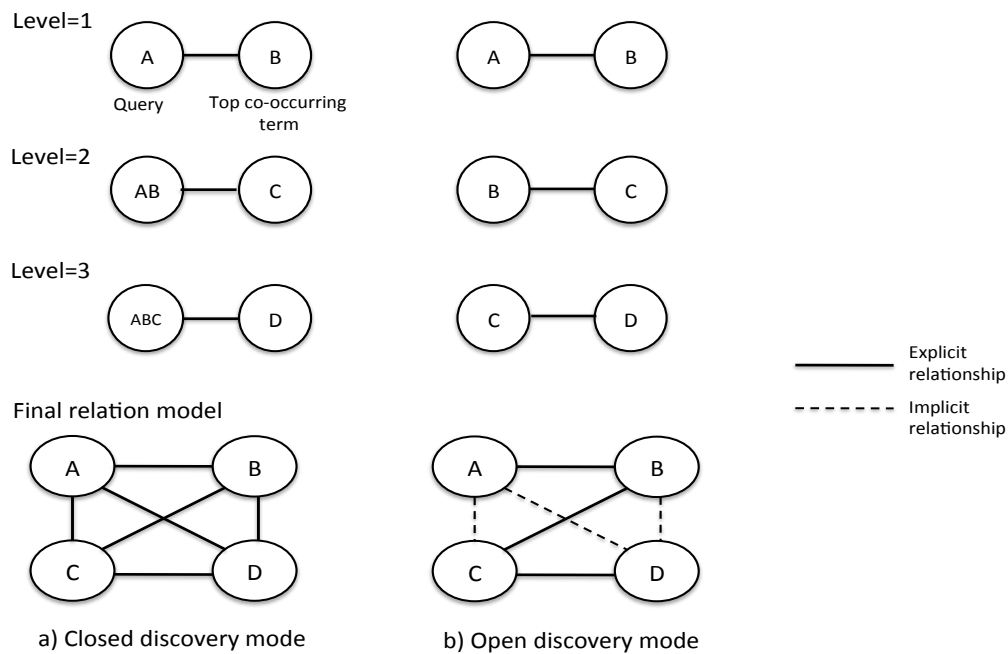 Level=1
A
B
A
B
Query
Top co-occurring
term
Level=2
AB
C
B
C
Level=3
ABC
D
C
D
Explicit
relationship
Implicit
relationship
Final relation model
A
B
A
B
C
D
C
D
a) Closed discovery mode
b) Open discovery mode